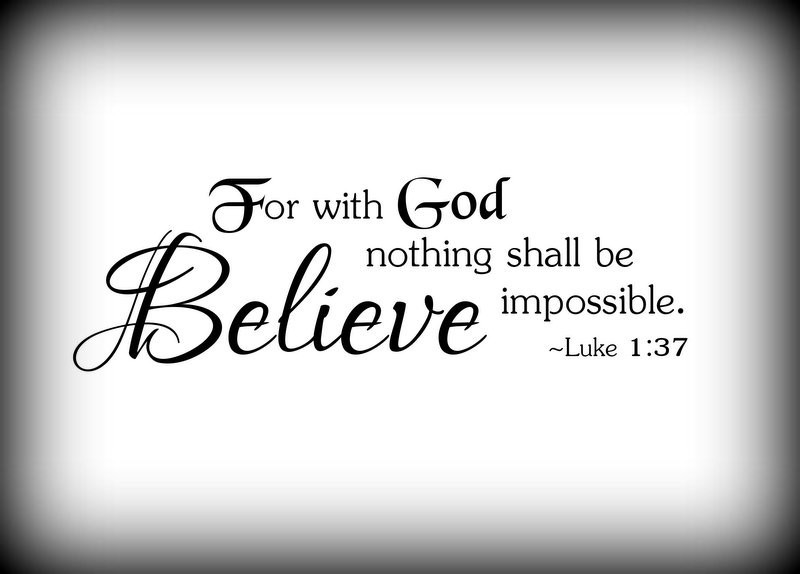 For with God
nothing shall be
Believe
impossible.
~Luke 1:37